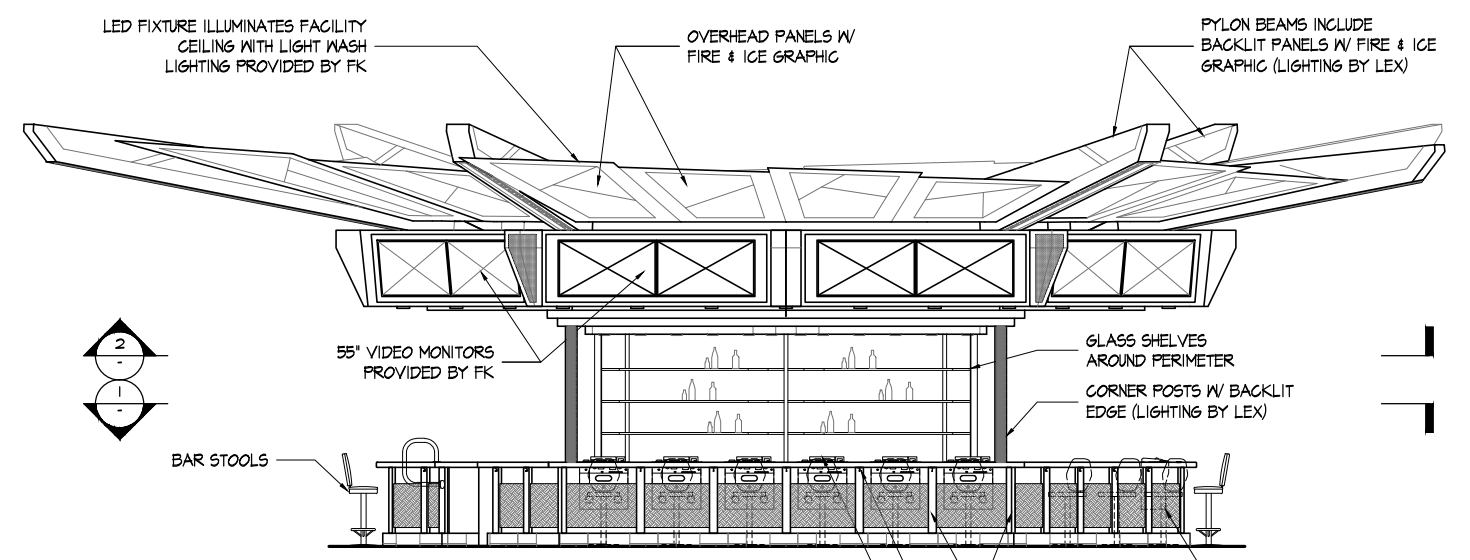 LED FIXTURE ILLUMINATES FACILITY
CEILING WITH LIGHT WASH
LIGHTING PROVIDED BY FK
OVERHEAD PANELS W/
FIRE & ICE GRAPHIC
PYLON BEAMS INCLUDE
BACKLIT PANELS W/ FIRE & ICE
GRAPHIC (LIGHTING BY LEX)
2
-
1
-
55" VIDEO MONITORS
PROVIDED BY FK
GLASS SHELVES
AROUND PERIMETER
CORNER POSTS W/ BACKLIT
EDGE (LIGHTING BY LEX)
BAR STOOLS